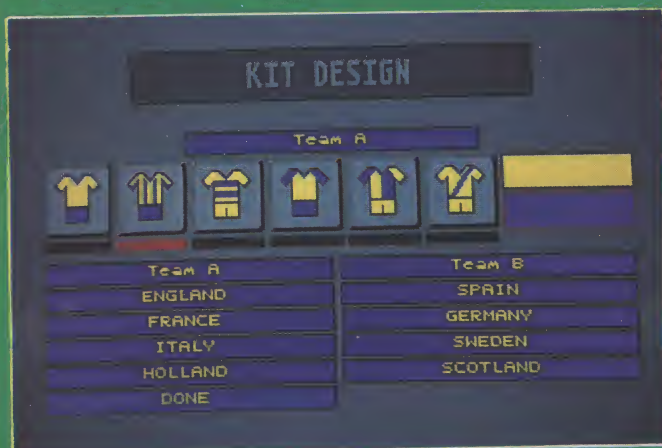 KIT DESIGN
Team A
Team A
ENGLAND
FRANCE
ITALY
HOLLAND
DONE
Team B
SPAIN
GERMANY
SWEDEN
SCOTLAND